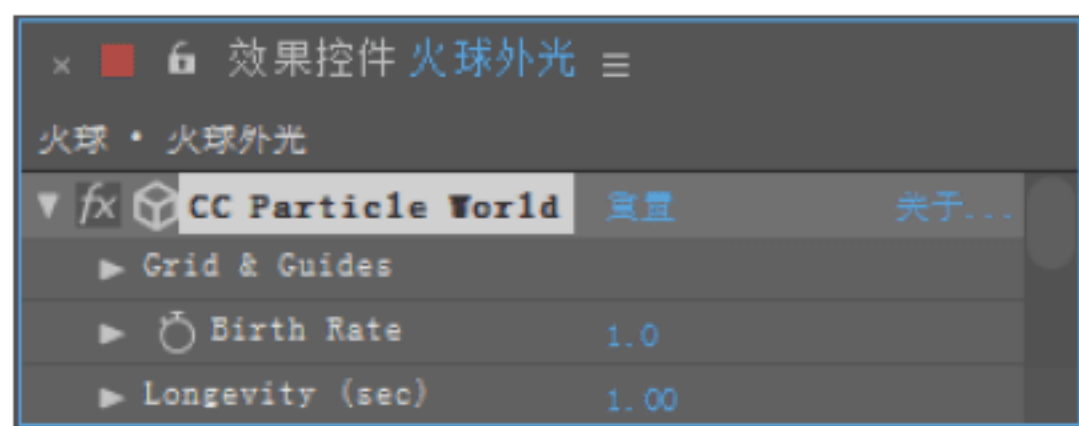 × 效果控件 火球外光 ≡
火球 • 火球外光
fx CC Particle World 重置 关于...
Grid & Guides
Birth Rate 1.0
Longevity (sec) 1.00